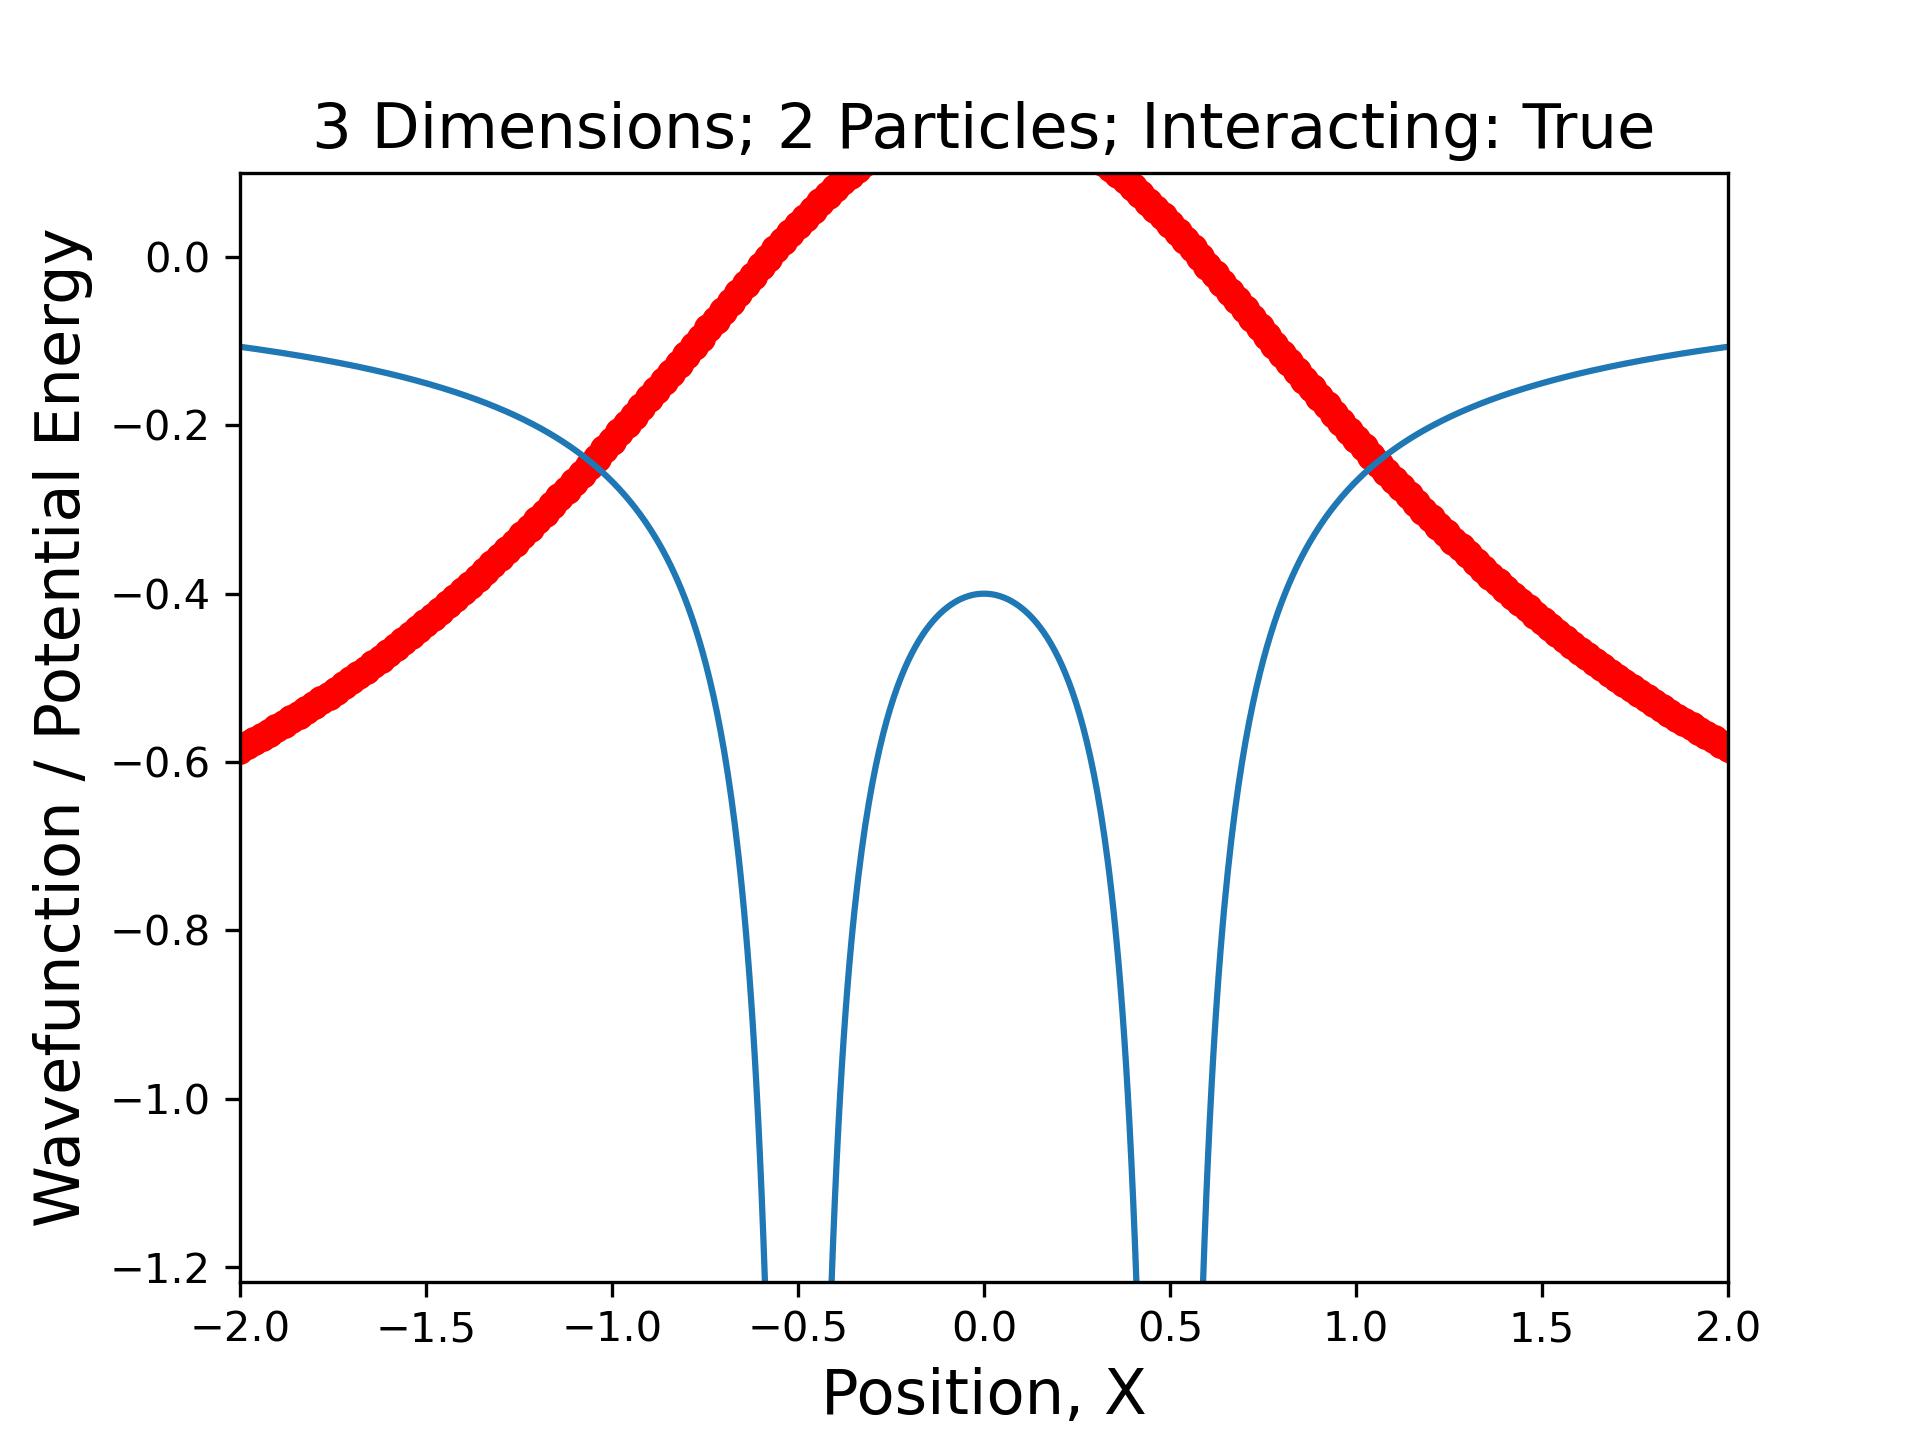 3 Dimensions; 2 Particles; Interacting: True
Wavefunction / Potential Energy
0.0
−0.2
−0.4
−0.6
−0.8
−1.0
−1.2
−2.0 −1.5 −1.0 −0.5 0.0 0.5 1.0 1.5 2.0
Position, X